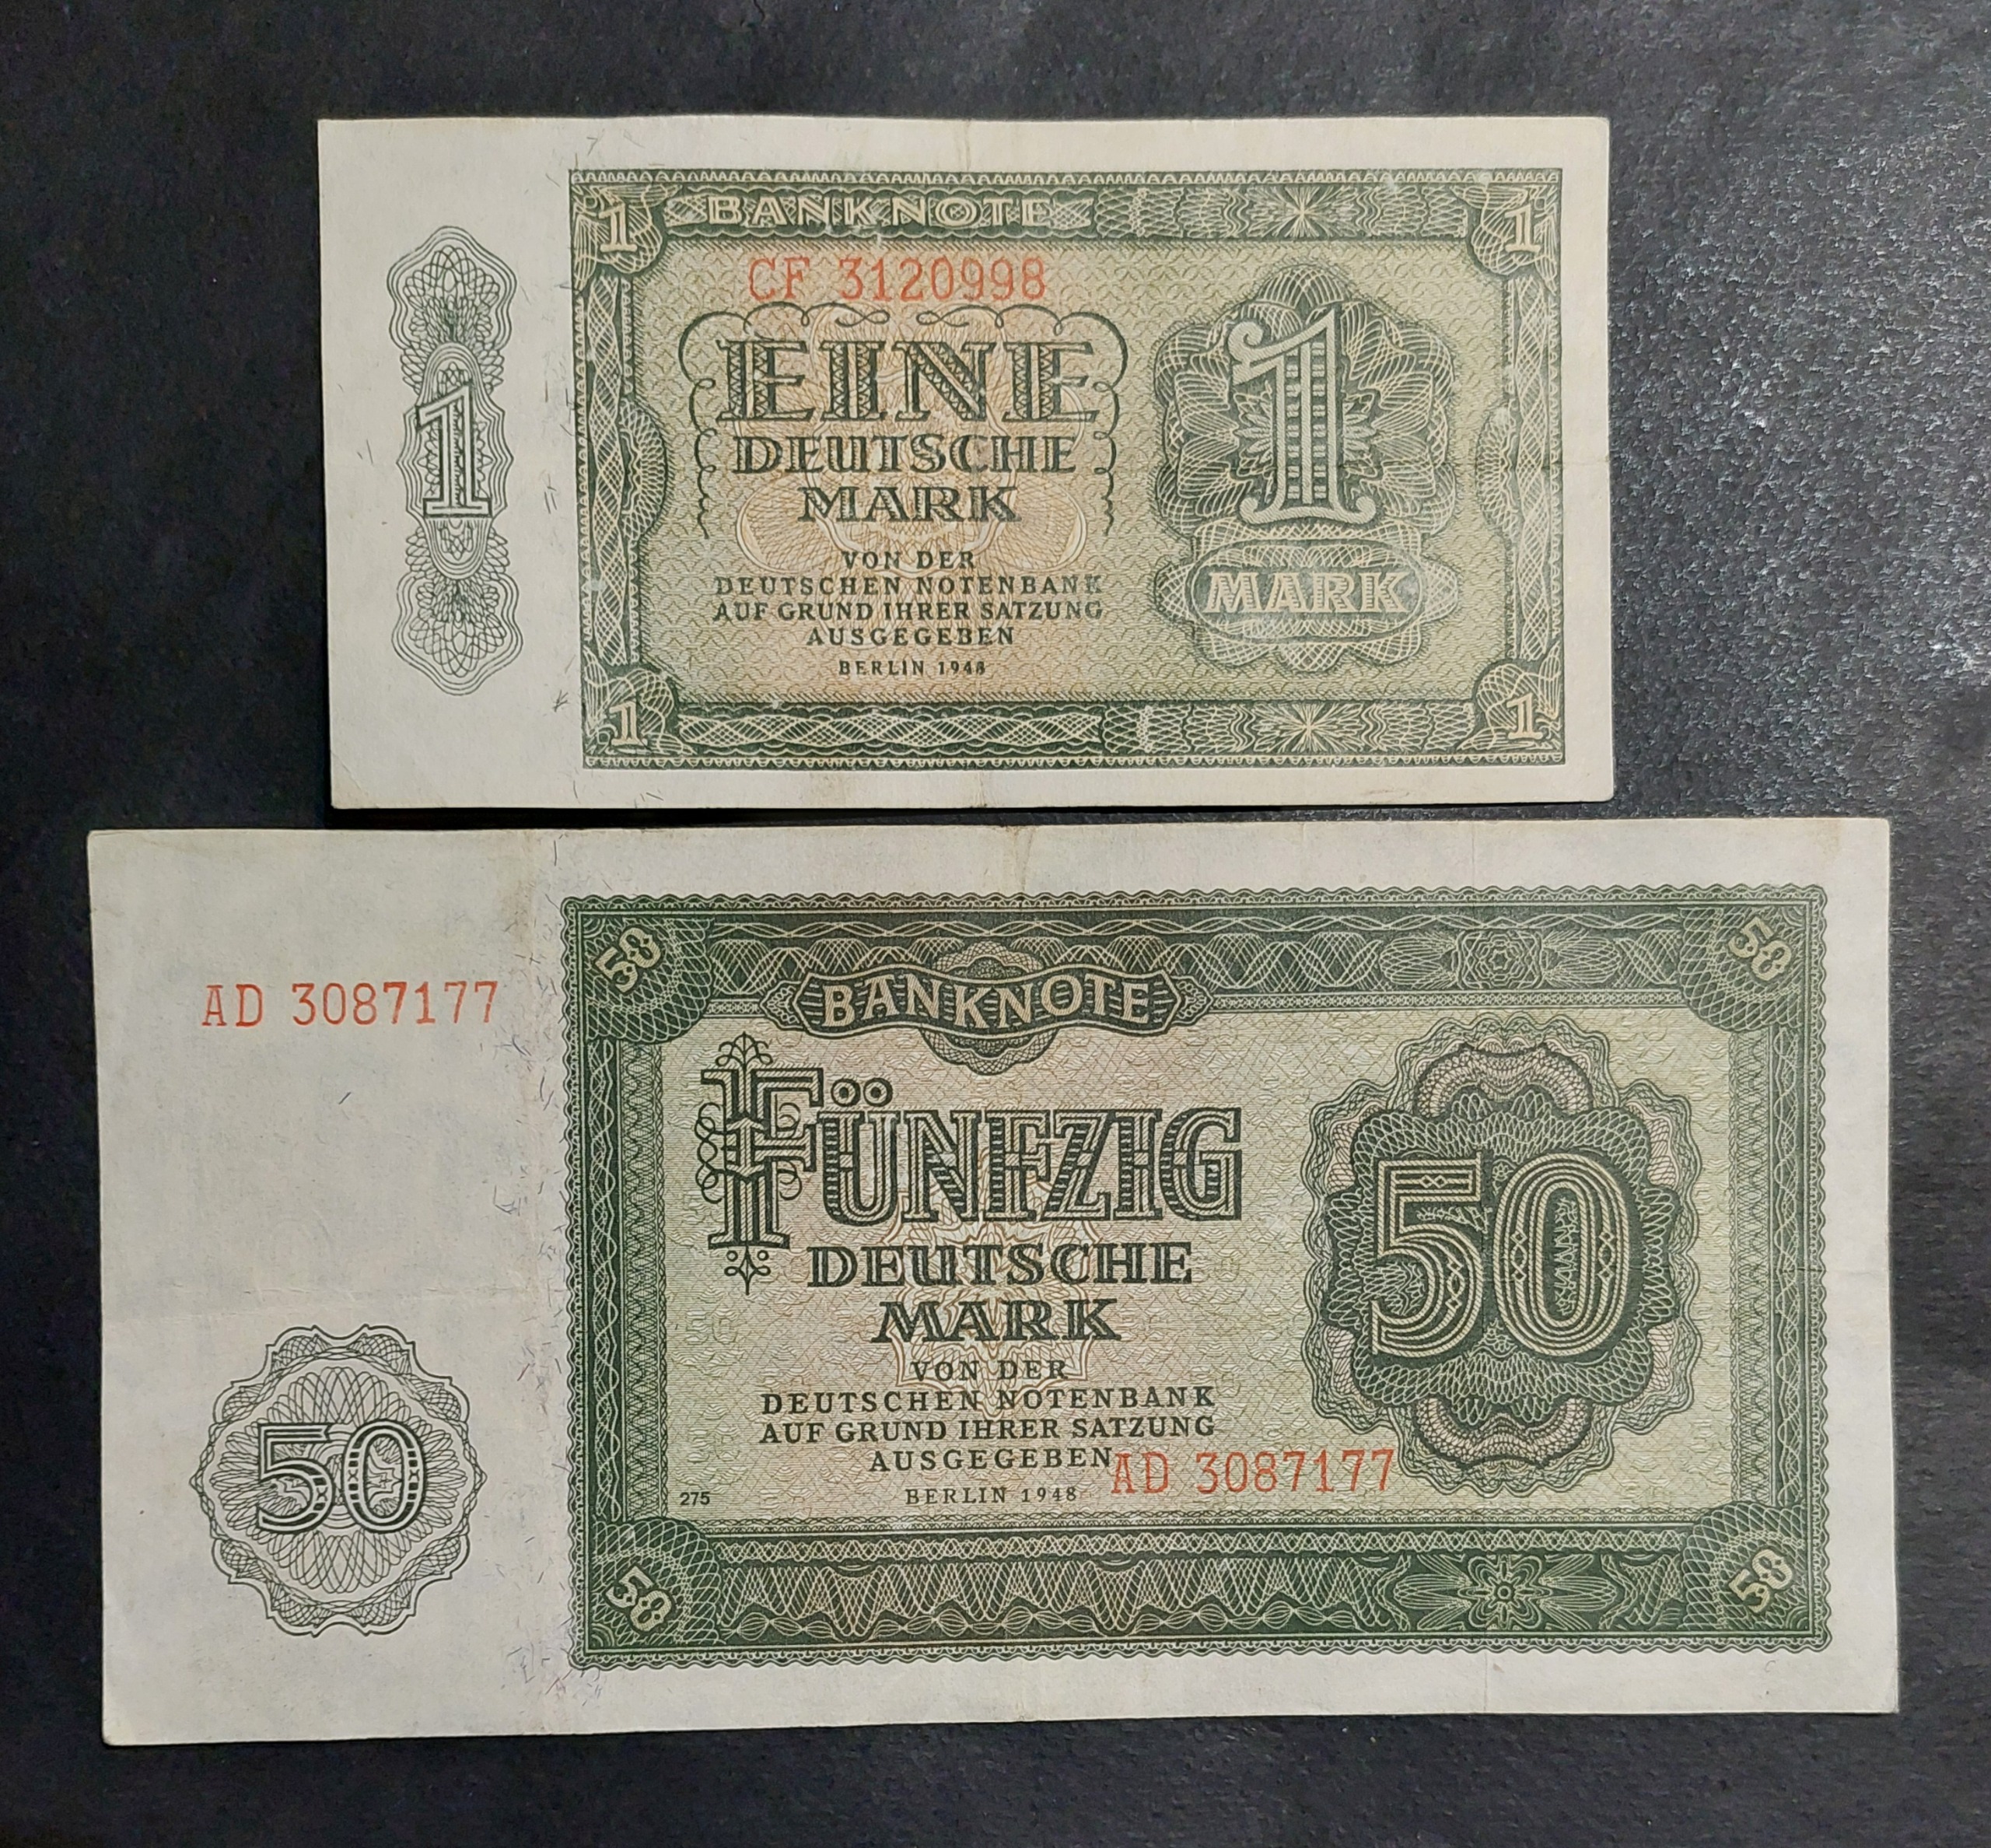 1 BANKNOTE 1
CF 3120998
EINE
DEUTSCHE
MARK
VON DER
DEUTSCHEN NOTENBANK
AUF GRUND IHRER SATZUNG
AUSGEGEBEN
BERLIN 1948
1
1
MARK
1 1
50 50
BANKNOTE
AD 3087177
FÜNFZIG
DEUTSCHE
MARK
VON DER
DEUTSCHEN NOTENBANK
AUF GRUND IHRER SATZUNG
AUSGEGEBEN
AD 3087177
275 BERLIN 1948
50
50
50 50